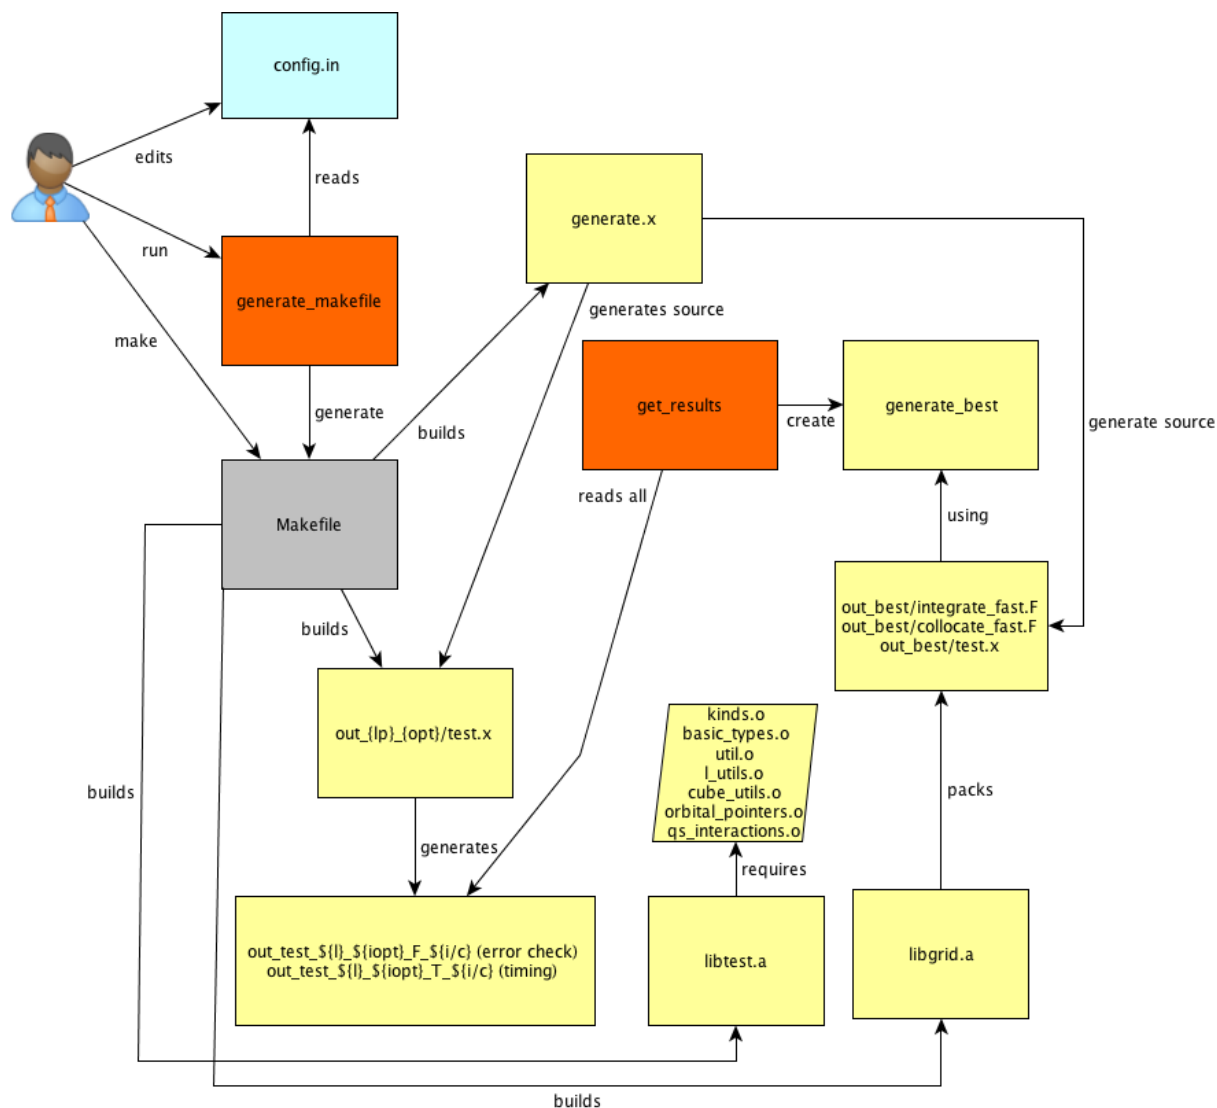 config.in
edits
reads
generate.x
run
generate_makefile
generates source
make
generate
get_results
create
generate_best
generate source
builds
reads all
using
Makefile
out_best/integrate_fast.F
out_best/collocate_fast.F
out_best/test.x
builds
out_{lp}_{opt}/test.x
kinds.o
basic_types.o
util.o
l_utils.o
cube_utils.o
orbital_pointers.o
qs_interactions.o
builds
packs
generates
requires
out_test_${l}_${iopt}_F_${i/c} (error check)
out_test_${l}_${iopt}_T_${i/c} (timing)
libtest.a
libgrid.a
builds